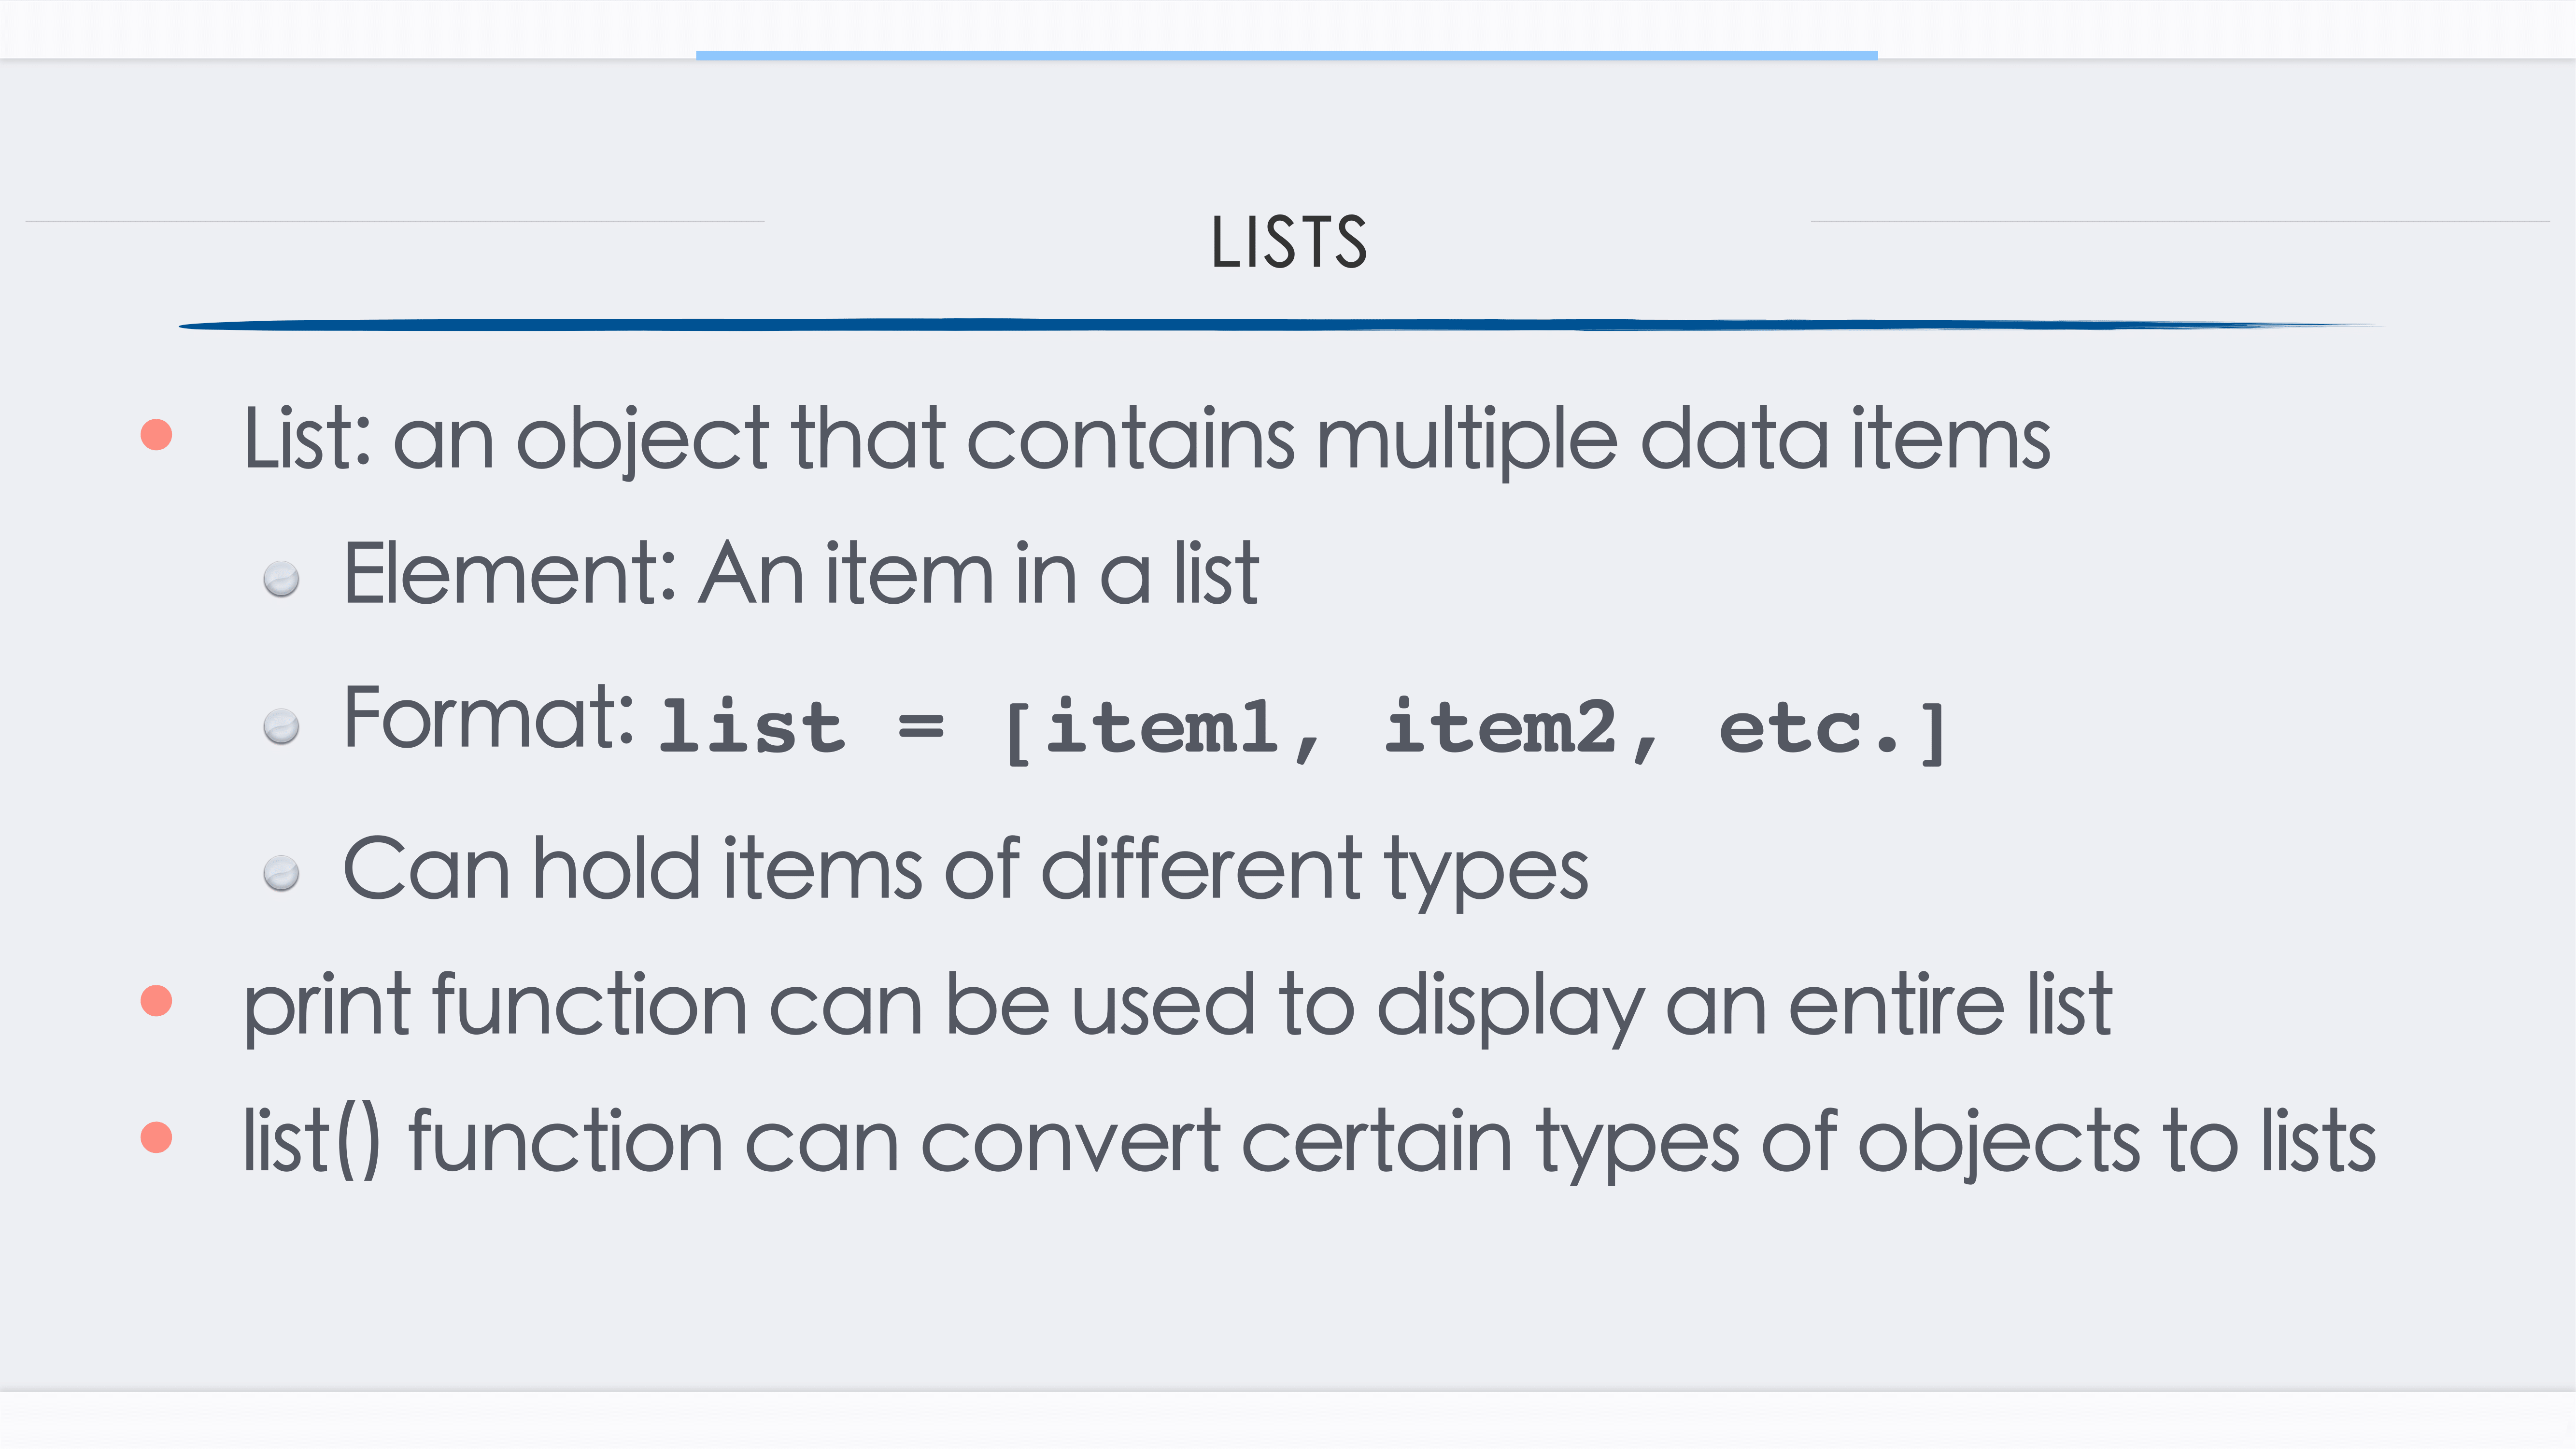 LISTS
List: an object that contains multiple data items
Element: An item in a list
Format: list = [item1, item2, etc.]
Can hold items of different types
print function can be used to display an entire list
list() function can convert certain types of objects to lists